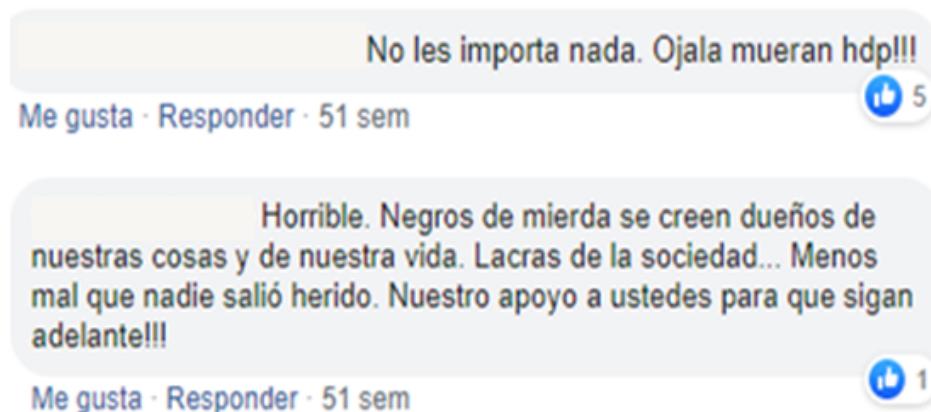 No les importa nada. Ojala mueran hdp!!!
5
Me gusta · Responder · 51 sem
Horrible. Negros de mierda se creen dueños de
nuestras cosas y de nuestra vida. Lacras de la sociedad... Menos
mal que nadie salió herido. Nuestro apoyo a ustedes para que sigan
adelante!!!
1
Me gusta · Responder · 51 sem